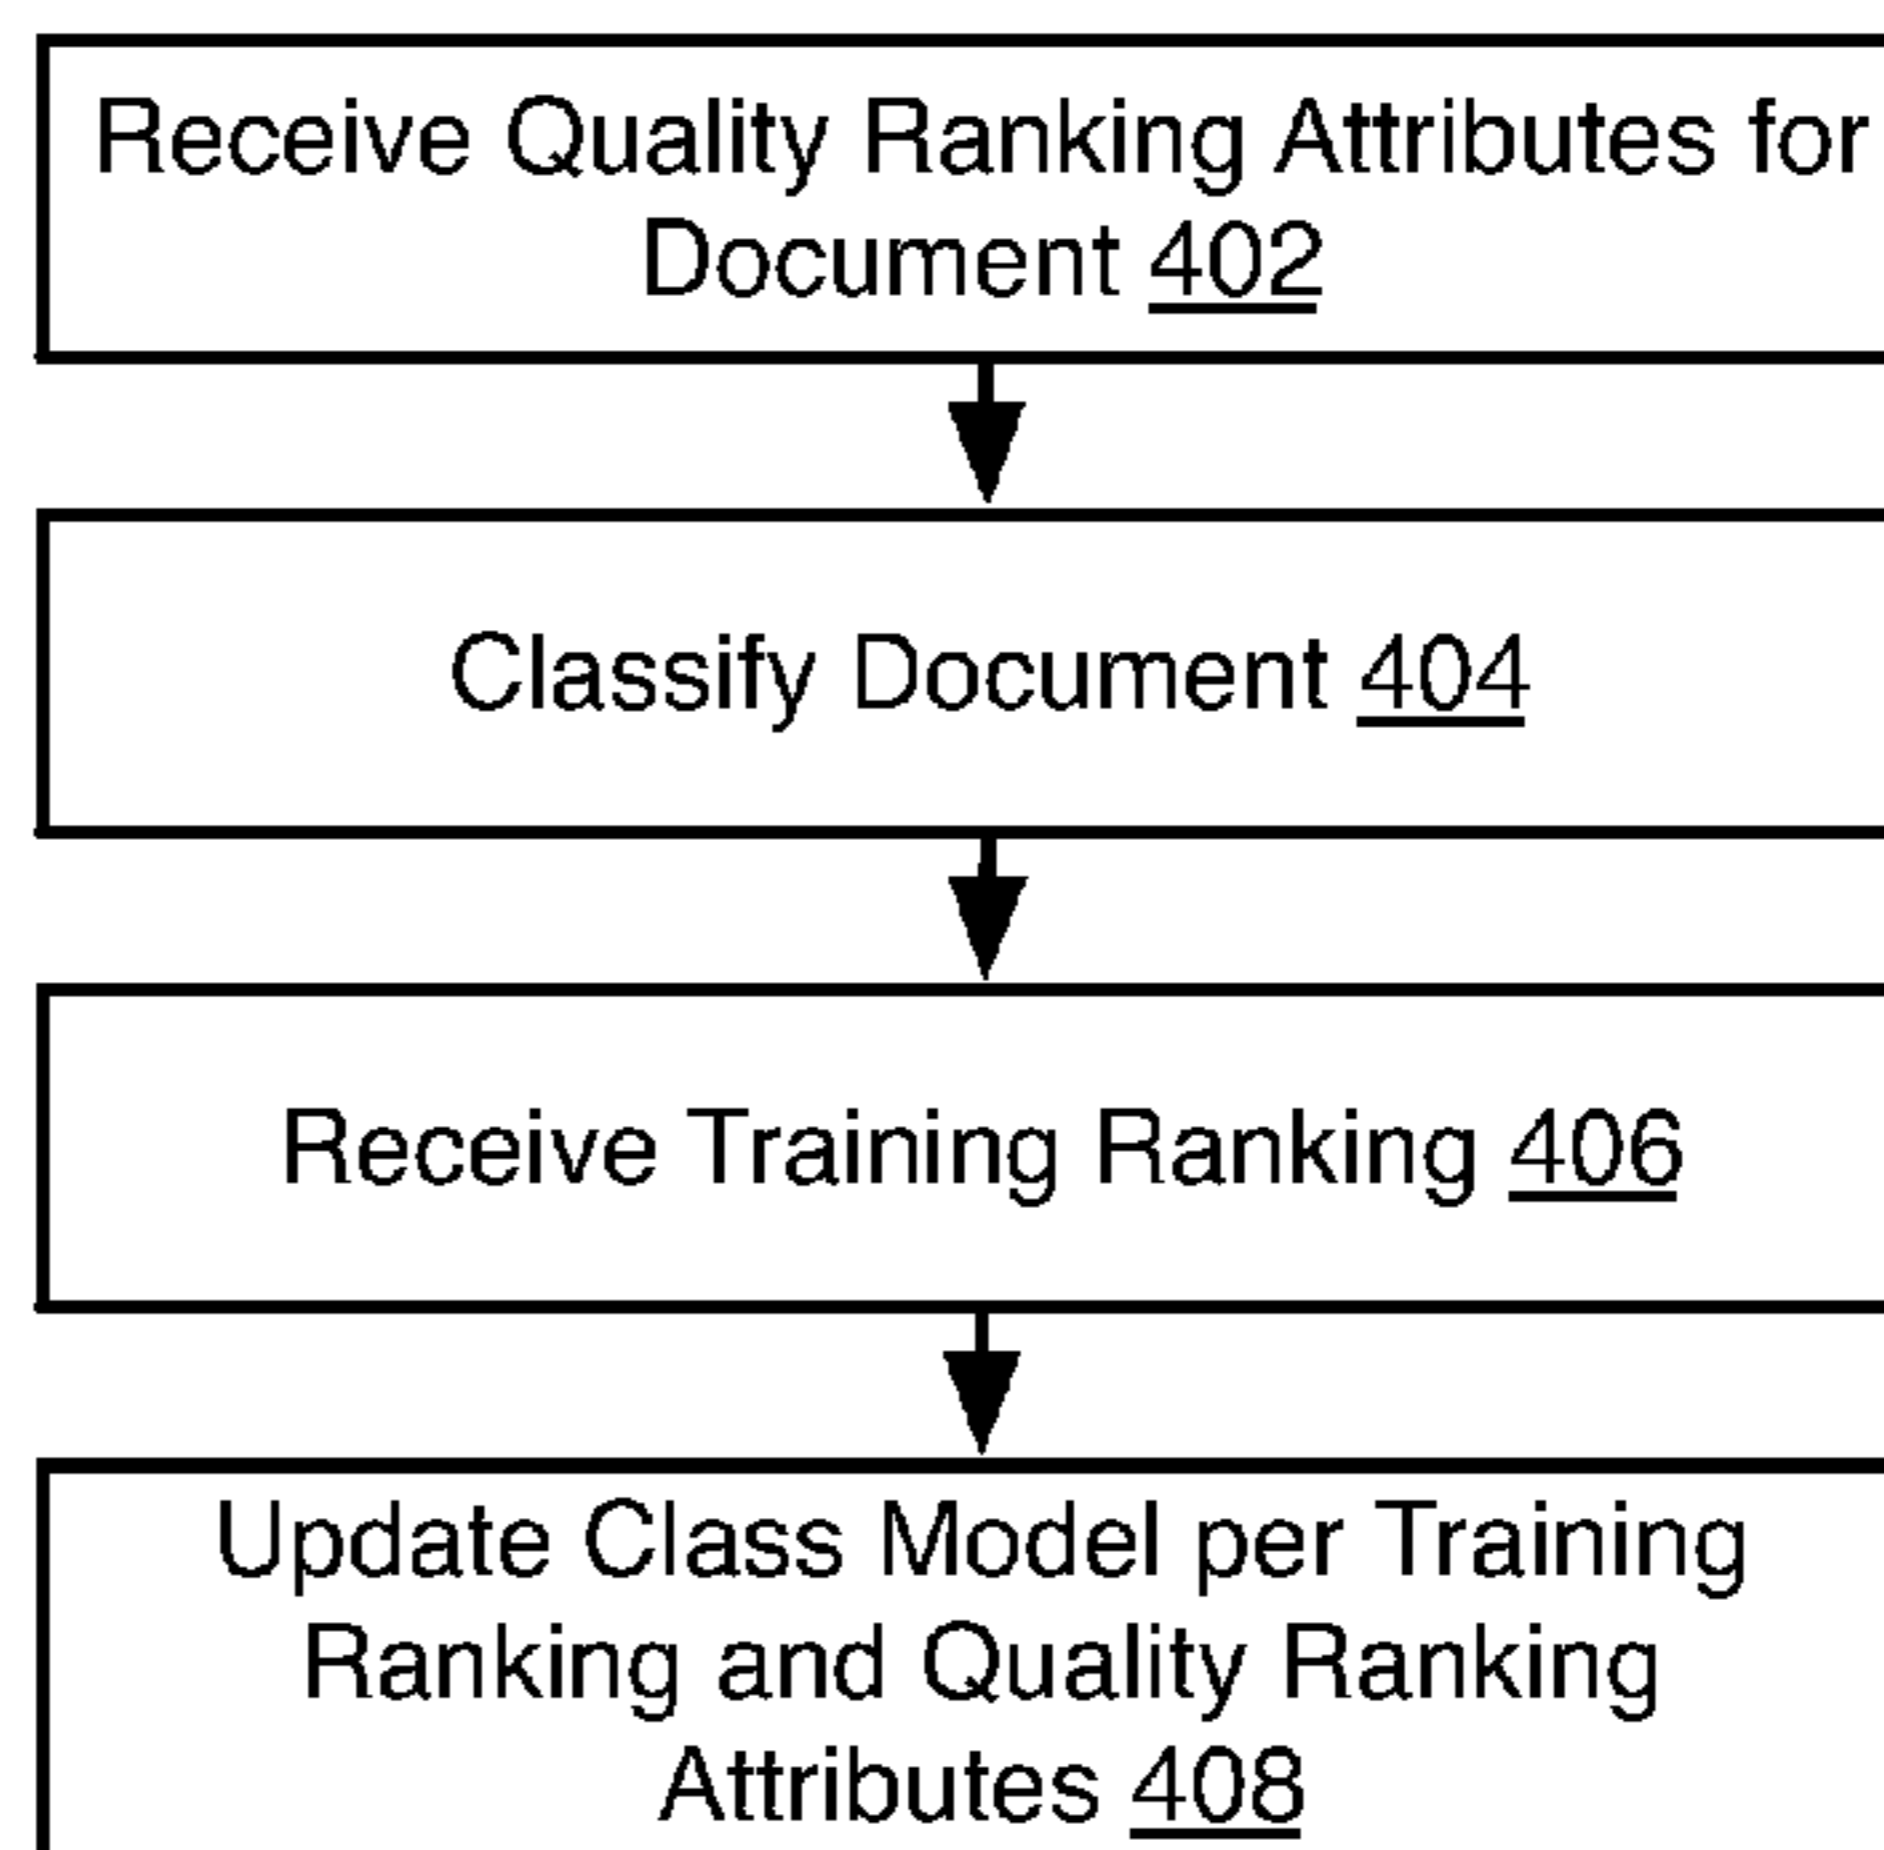 Receive Quality Ranking Attributes for
Document 402
Classify Document 404
Receive Training Ranking 406
Update Class Model per Training
Ranking and Quality Ranking
Attributes 408